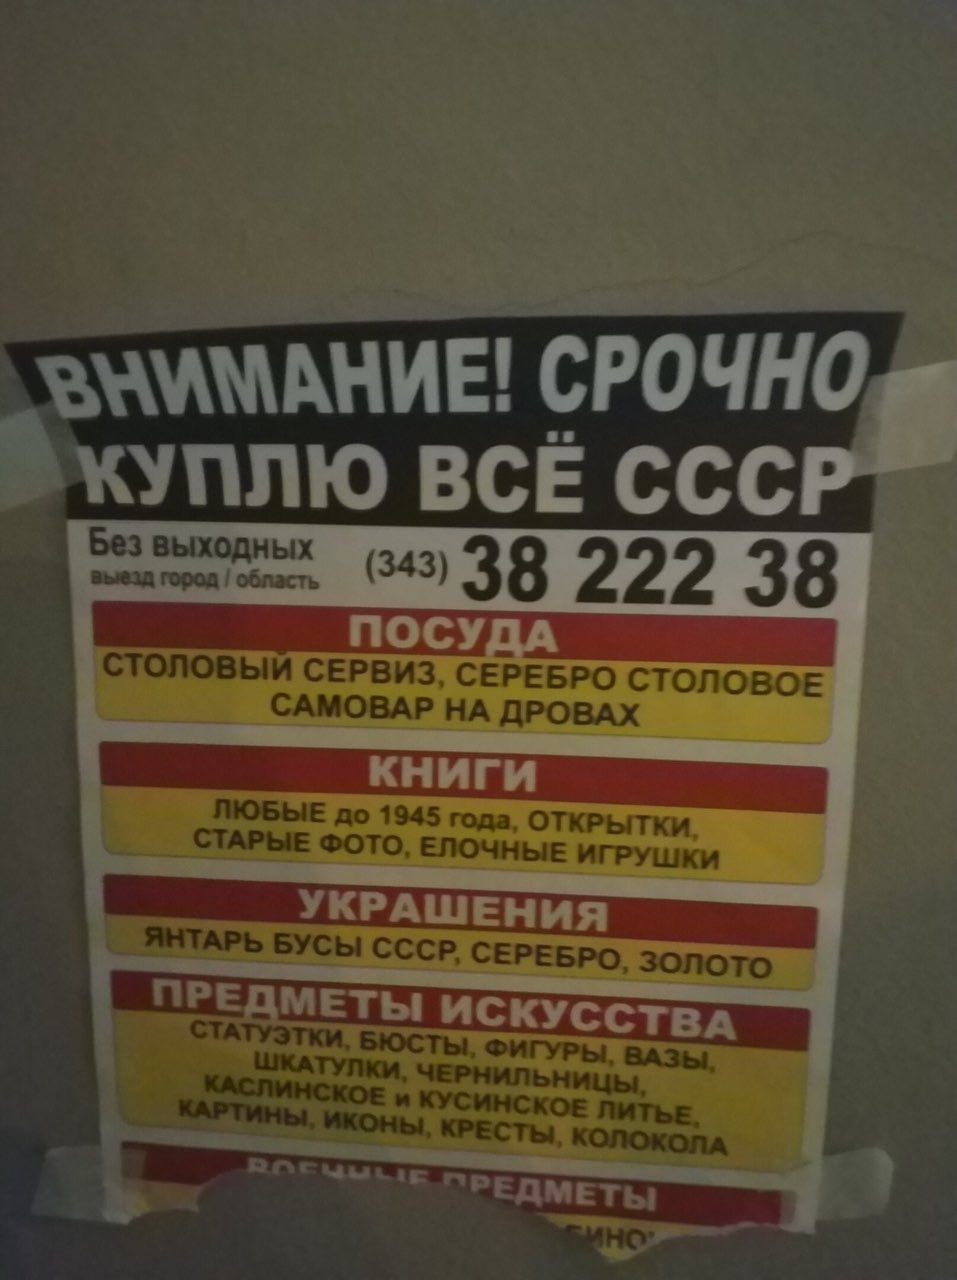 ВНИМАНИЕ! СРОЧНО
КУПЛЮ ВСЁ СССР
Без выходных
выезд город / область
(343) 38 222 38
ПОСУДА
СТОЛОВЫЙ СЕРВИЗ, СЕРЕБРО СТОЛОВОЕ
САМОВАР НА ДРОВАХ
КНИГИ
ЛЮБЫЕ до 1945 года, ОТКРЫТКИ,
СТАРЫЕ ФОТО, ЕЛОЧНЫЕ ИГРУШКИ
УКРАШЕНИЯ
ЯНТАРЬ БУСЫ СССР, СЕРЕБРО, ЗОЛОТО
ПРЕДМЕТЫ ИСКУССТВА
СТАТУЭТКИ, БЮСТЫ, ФИГУРЫ, ВАЗЫ,
ШКАТУЛКИ, ЧЕРНИЛЬНИЦЫ,
КАСЛИНСКОЕ и КУСИНСКОЕ ЛИТЬЕ,
КАРТИНЫ, ИКОНЫ, КРЕСТЫ, КОЛОКОЛА
ВОЕННЫЕ ПРЕДМЕТЫ